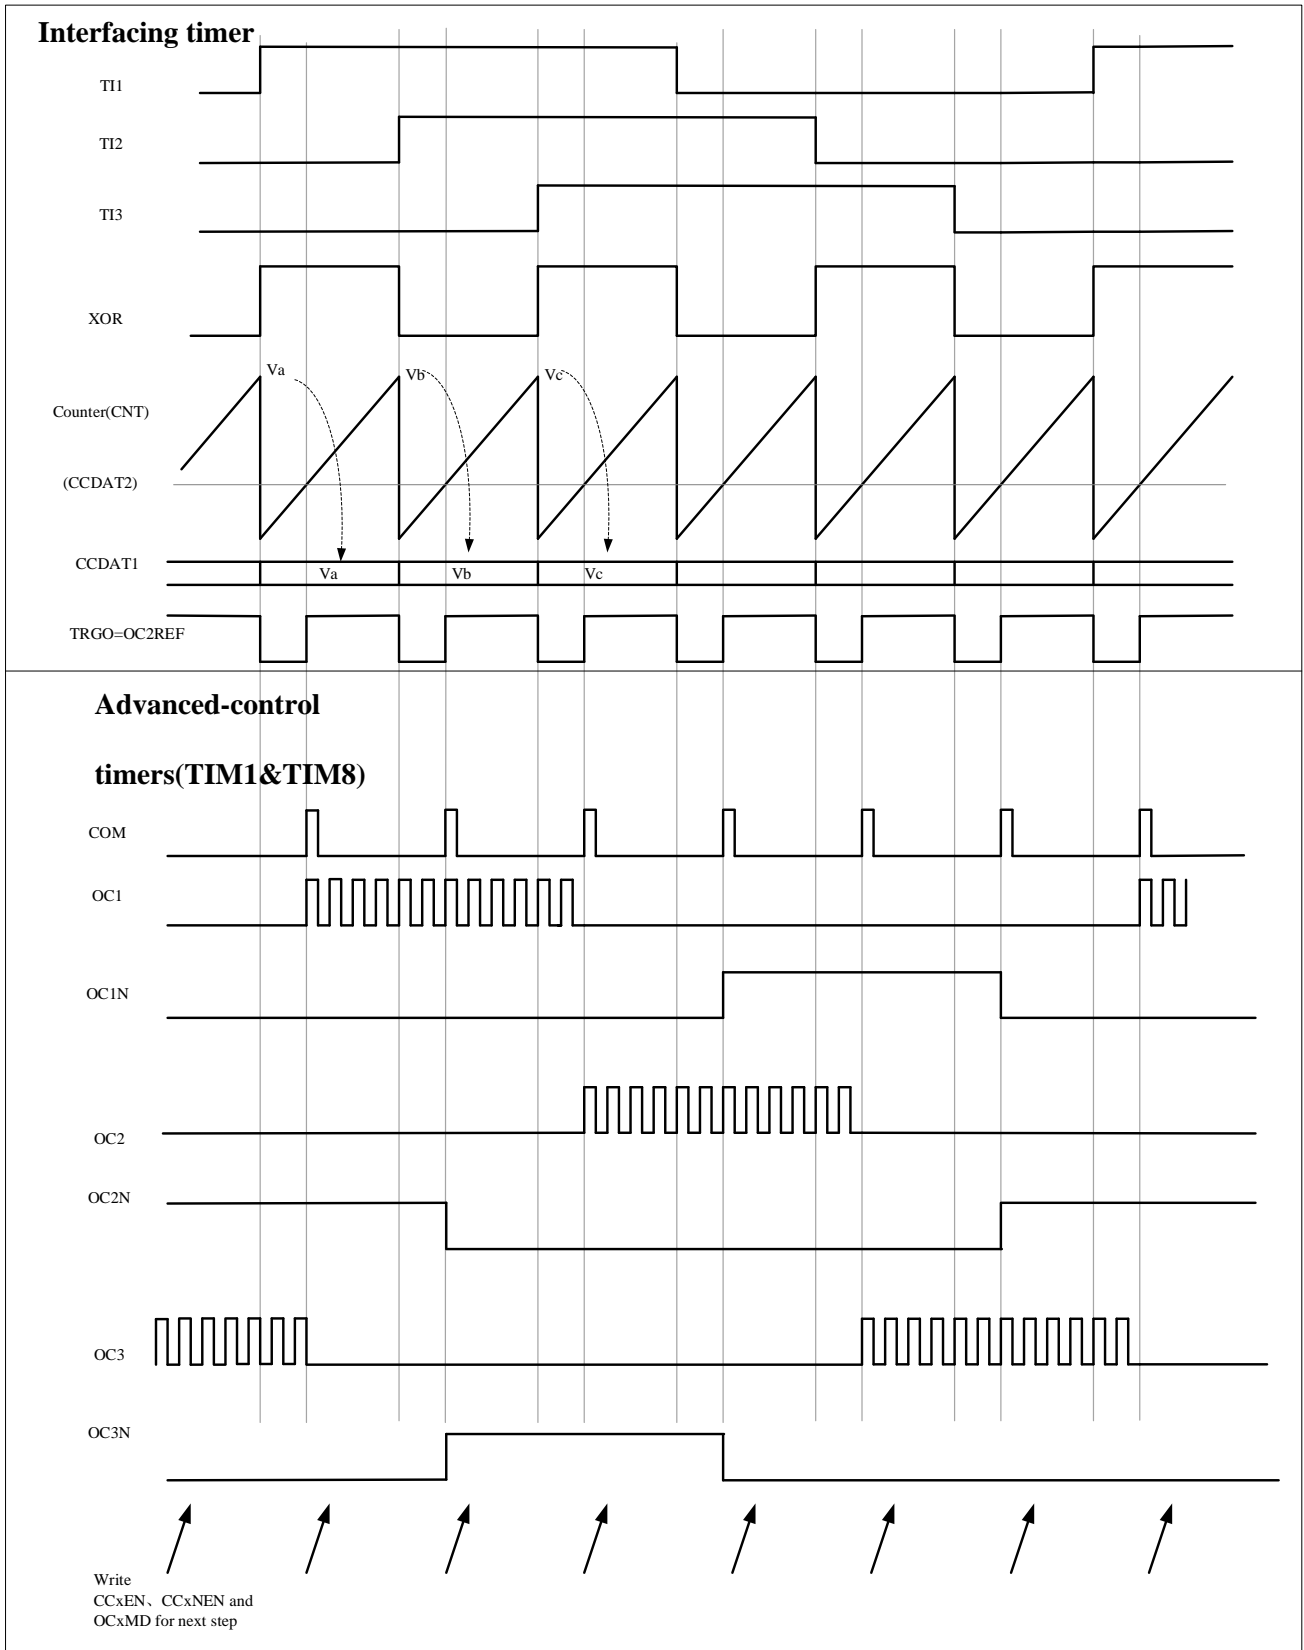 Interfacing timer
TI1
TI2
TI3
XOR
Va
Vb
Vc
Counter(CNT)
(CCDAT2)
CCDAT1
Va
Vb
Vc
TRGO=OC2REF
Advanced-control
timers(TIM1&TIM8)
COM
OC1
OC1N
OC2
OC2N
OC3
OC3N
Write
CCxEN、CCxNEN and
OCxMD for next step